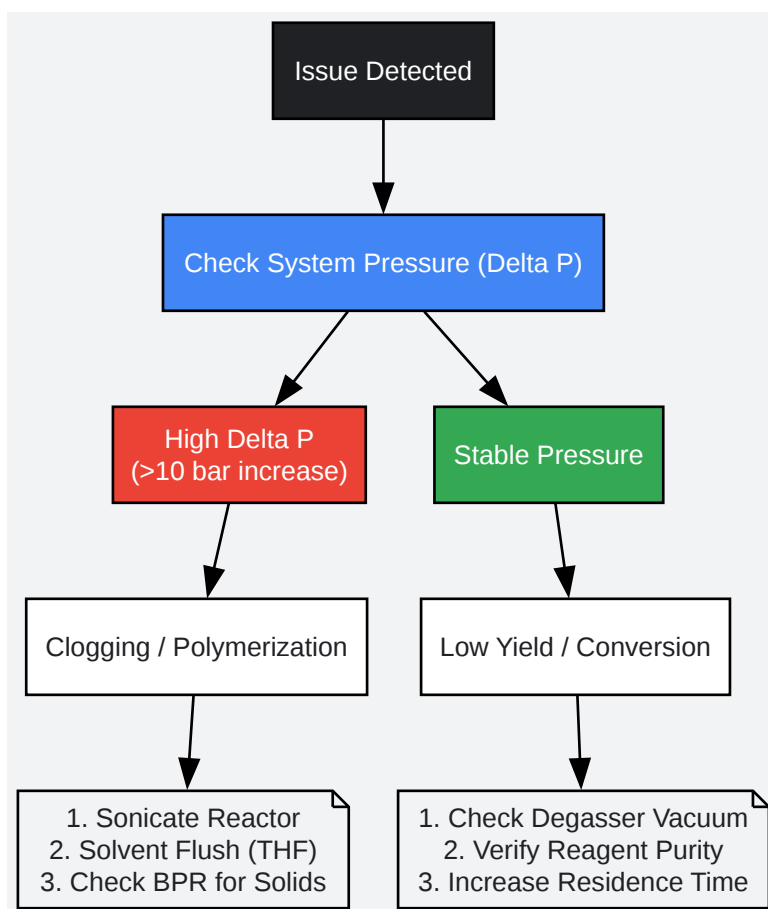 Issue Detected
Check System Pressure (Delta P)
High Delta P
(>10 bar increase)
Stable Pressure
Clogging / Polymerization
Low Yield / Conversion
1. Sonicate Reactor
2. Solvent Flush (THF)
3. Check BPR for Solids
1. Check Degasser Vacuum
2. Verify Reagent Purity
3. Increase Residence Time